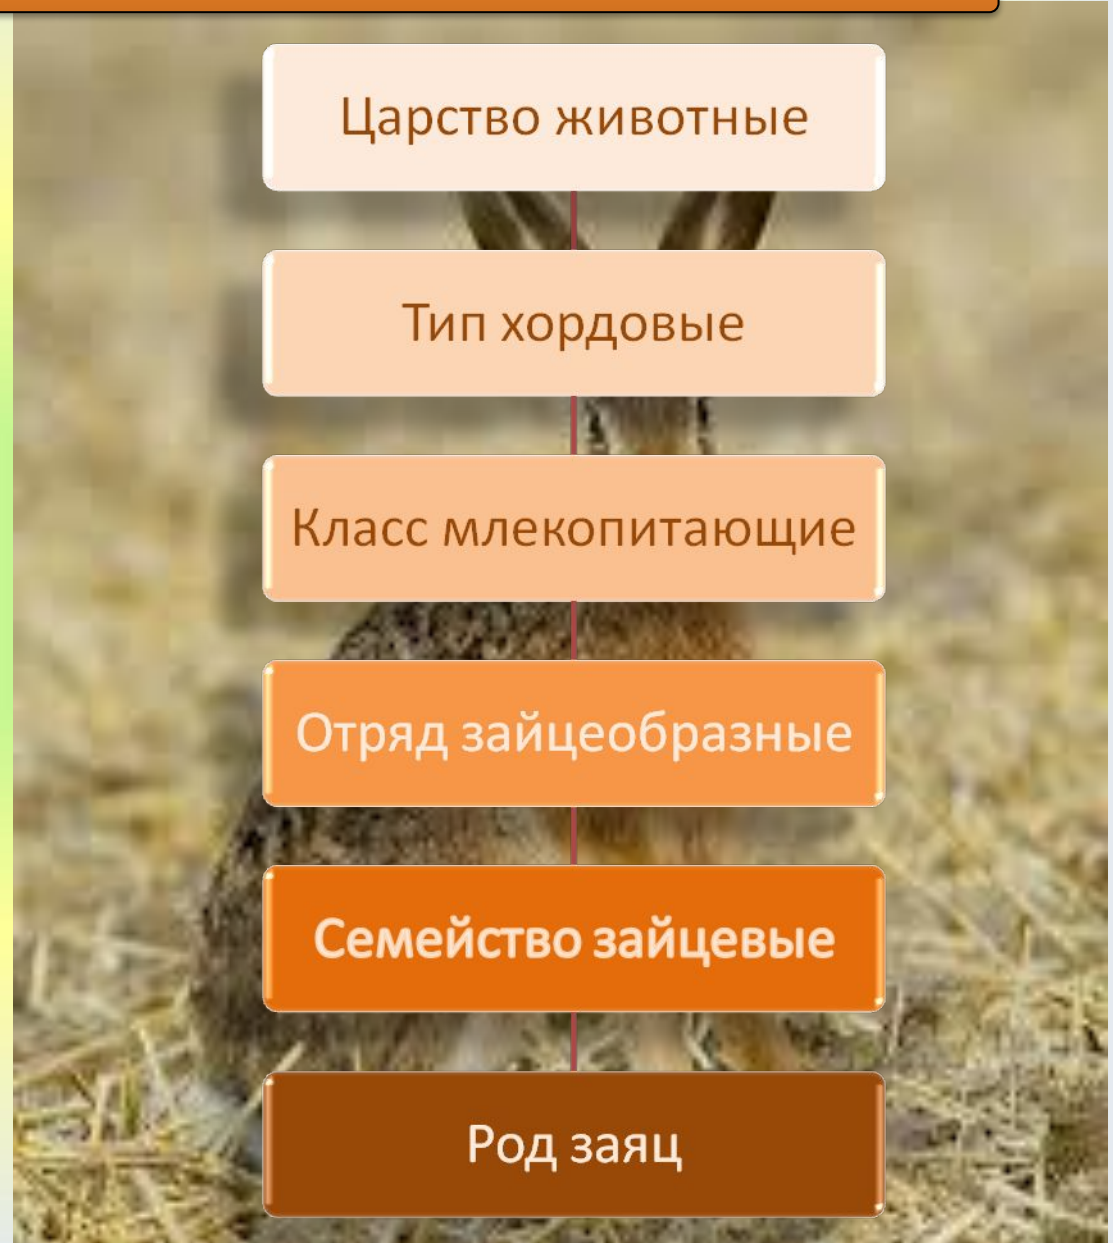 Царство животные
Тип хордовые
Класс млекопитающие
Отряд зайцеобразные
Семейство зайцевые
Род заяц